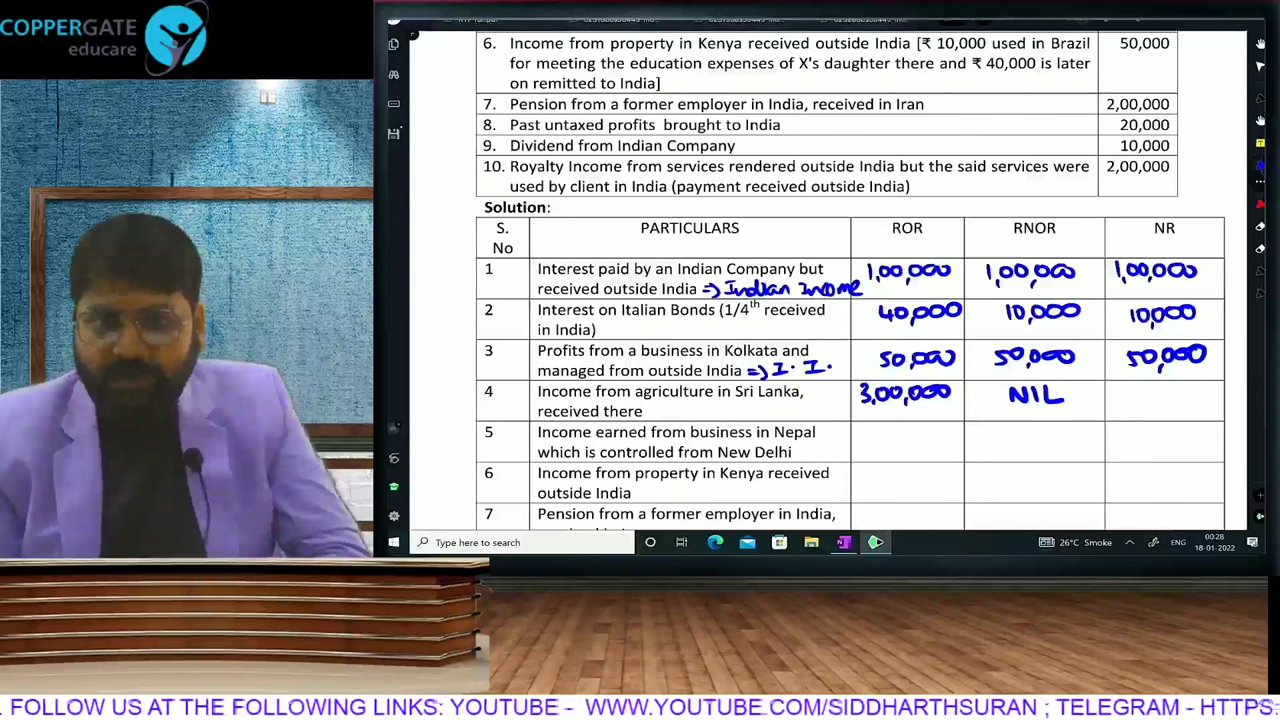 COPPERGATE
educare
6. Income from property in Kenya received outside India [₹ 10,000 used in Brazil 50,000
for meeting the education expenses of X's daughter there and ₹ 40,000 is later
on remitted to India]
7. Pension from a former employer in India, received in Iran 2,00,000
8. Past untaxed profits brought to India 20,000
9. Dividend from Indian Company 10,000
10. Royalty Income from services rendered outside India but the said services were 2,00,000
used by client in India (payment received outside India)
Solution:
S. PARTICULARS ROR RNOR NR
No
1 Interest paid by an Indian Company but 1,00,000 1,00,000 1,00,000
received outside India => Indian Income
2 Interest on Italian Bonds (1/4th received 40,000 10,000 10,000
in India)
3 Profits from a business in Kolkata and 50,000 50,000 50,000
managed from outside India => I. I.
4 Income from agriculture in Sri Lanka, 3,00,000 NIL
received there
5 Income earned from business in Nepal
which is controlled from New Delhi
6 Income from property in Kenya received
outside India
7 Pension from a former employer in India,
Type here to search 26°C Smoke ENG 00:28
18-01-2022
FOLLOW US AT THE FOLLOWING LINKS: YOUTUBE - WWW.YOUTUBE.COM/SIDDHARTHSURAN ; TELEGRAM - HTTPS: